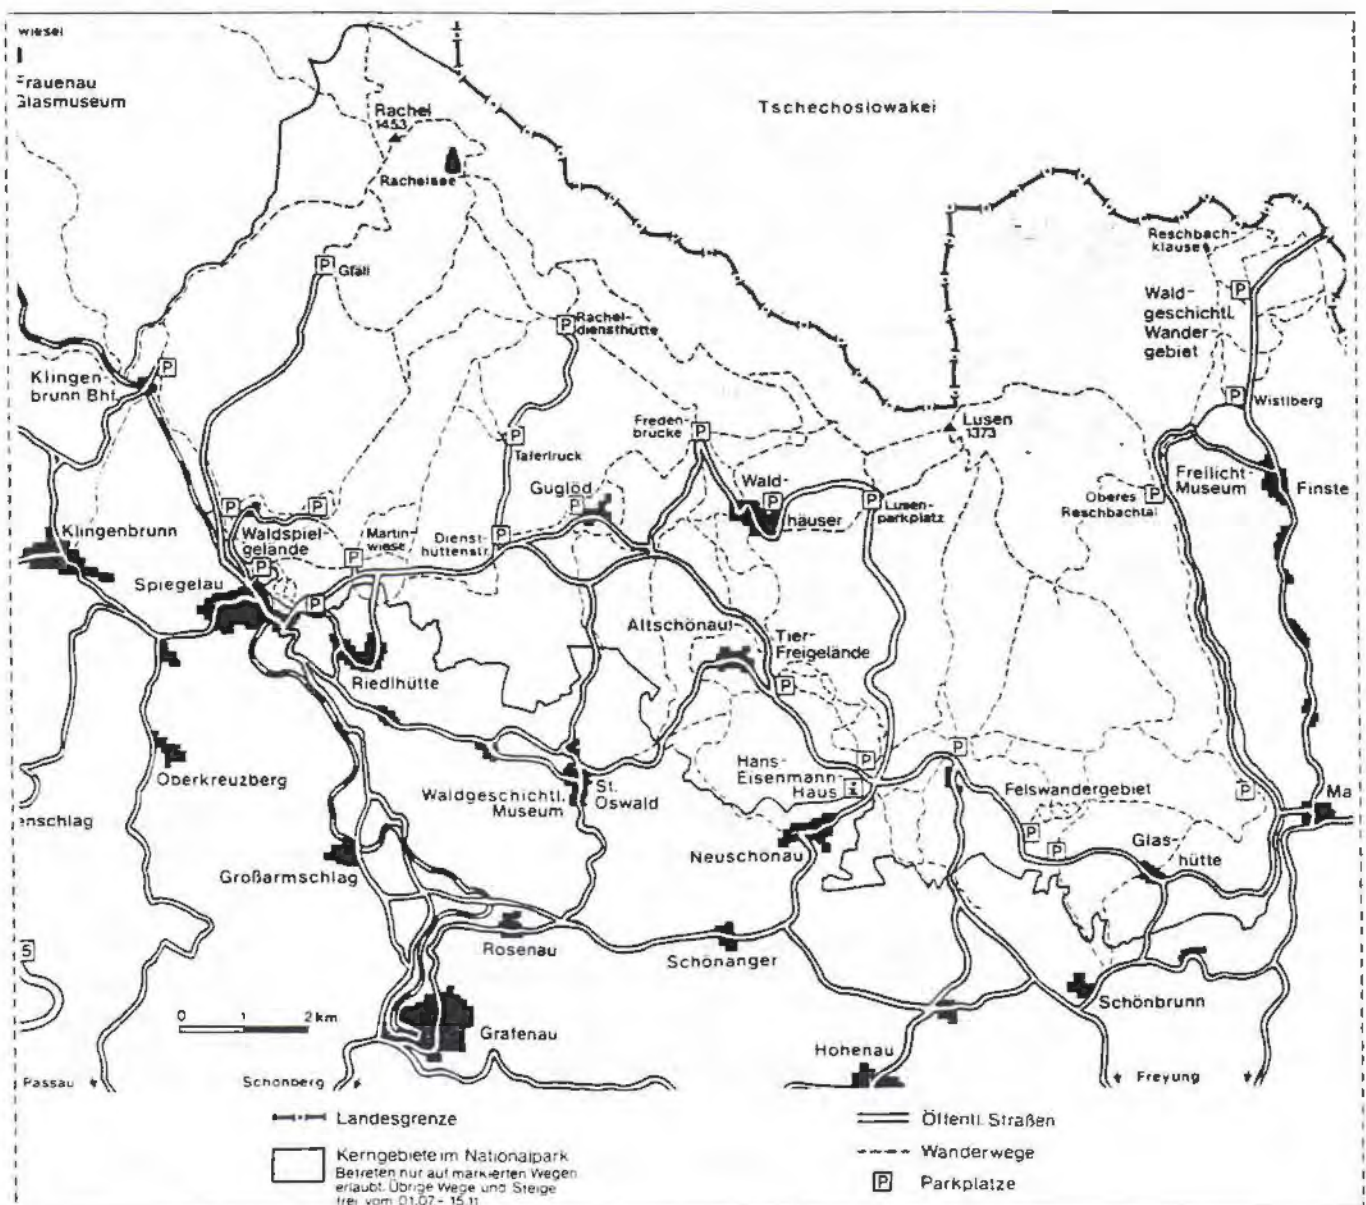 wiesel
Frauenau
Glasmuseum
Tschechoslowakei
Rachel
1453
Rachelsee
Reschbach-
klause
P
Gfäll
P
Wald-
geschichtl.
Wander-
gebiet
P
Rachel-
diensthütte
P
Klingen-
brunn Bhf.
P
Wistlberg
Lusen
1373
Freden-
brücke
P
P
Taferlruck
Guglöd
P
Wald-
P
häuser
P
Lusen-
parkplatz
Freilicht-
Museum
Finste
Oberes
Reschbachtal
P
P
P
Waldspiel-
gelände
P
Klingenbrunn
Martin-
wiese
P
Dienst-
hüttenstr.
P
Spiegelau
P
Riedlhütte
Altschönau
Tier-
Freigelände
P
Oberkreuzberg
Waldgeschichtl.
Museum
St.
Oswald
Hans-
Eisenmann-
Haus
P
i
P
Felswandergebiet
P
Ma
enschlag
P
P
Glas-
hütte
Neuschönau
Großarmschlag
Rosenau
Schönanger
S
Schönbrunn
0 1 2 km
Grafenau
Hohenau
Passau
Schönberg
Freyung
Landesgrenze
Kerngebiete im Nationalpark
Betreten nur auf markierten Wegen
erlaubt. Übrige Wege und Steige
frei vom 01.07 - 15.11
Öffentl. Straßen
Wanderwege
P Parkplätze